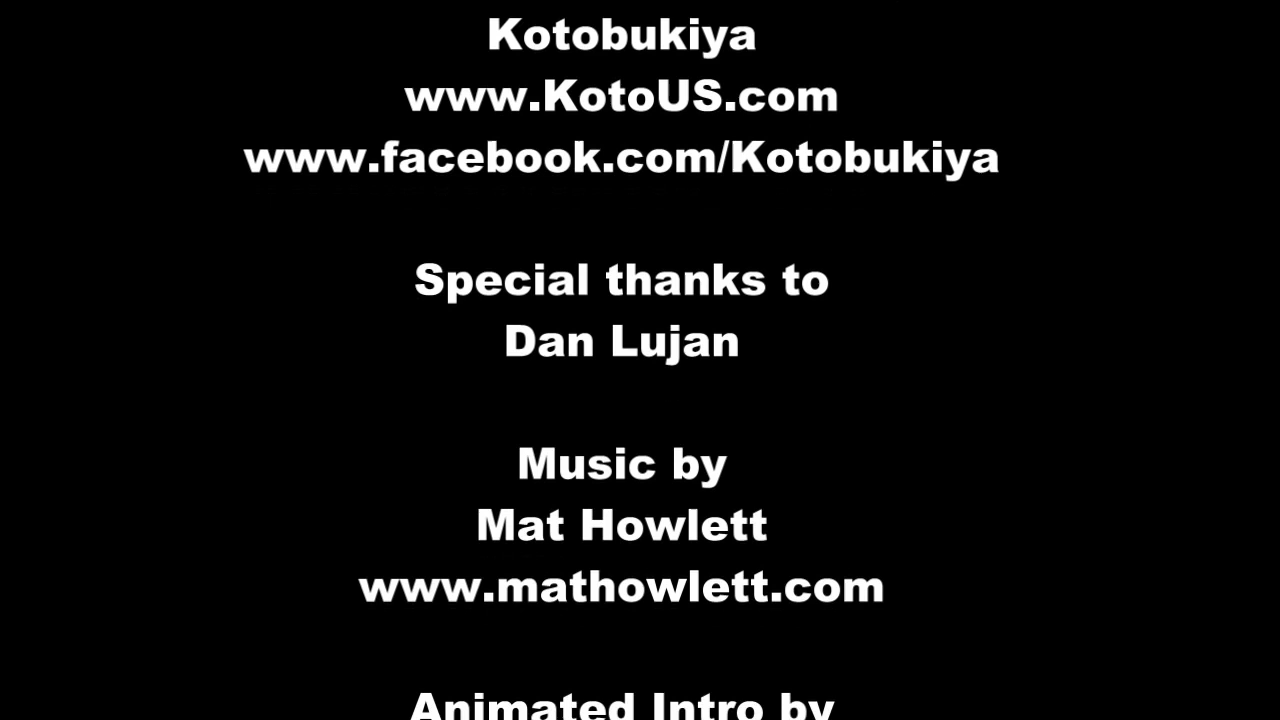 Kotobukiya
www.KotoUS.com
www.facebook.com/Kotobukiya
Special thanks to
Dan Lujan
Music by
Mat Howlett
www.mathowlett.com
Animated Intro by